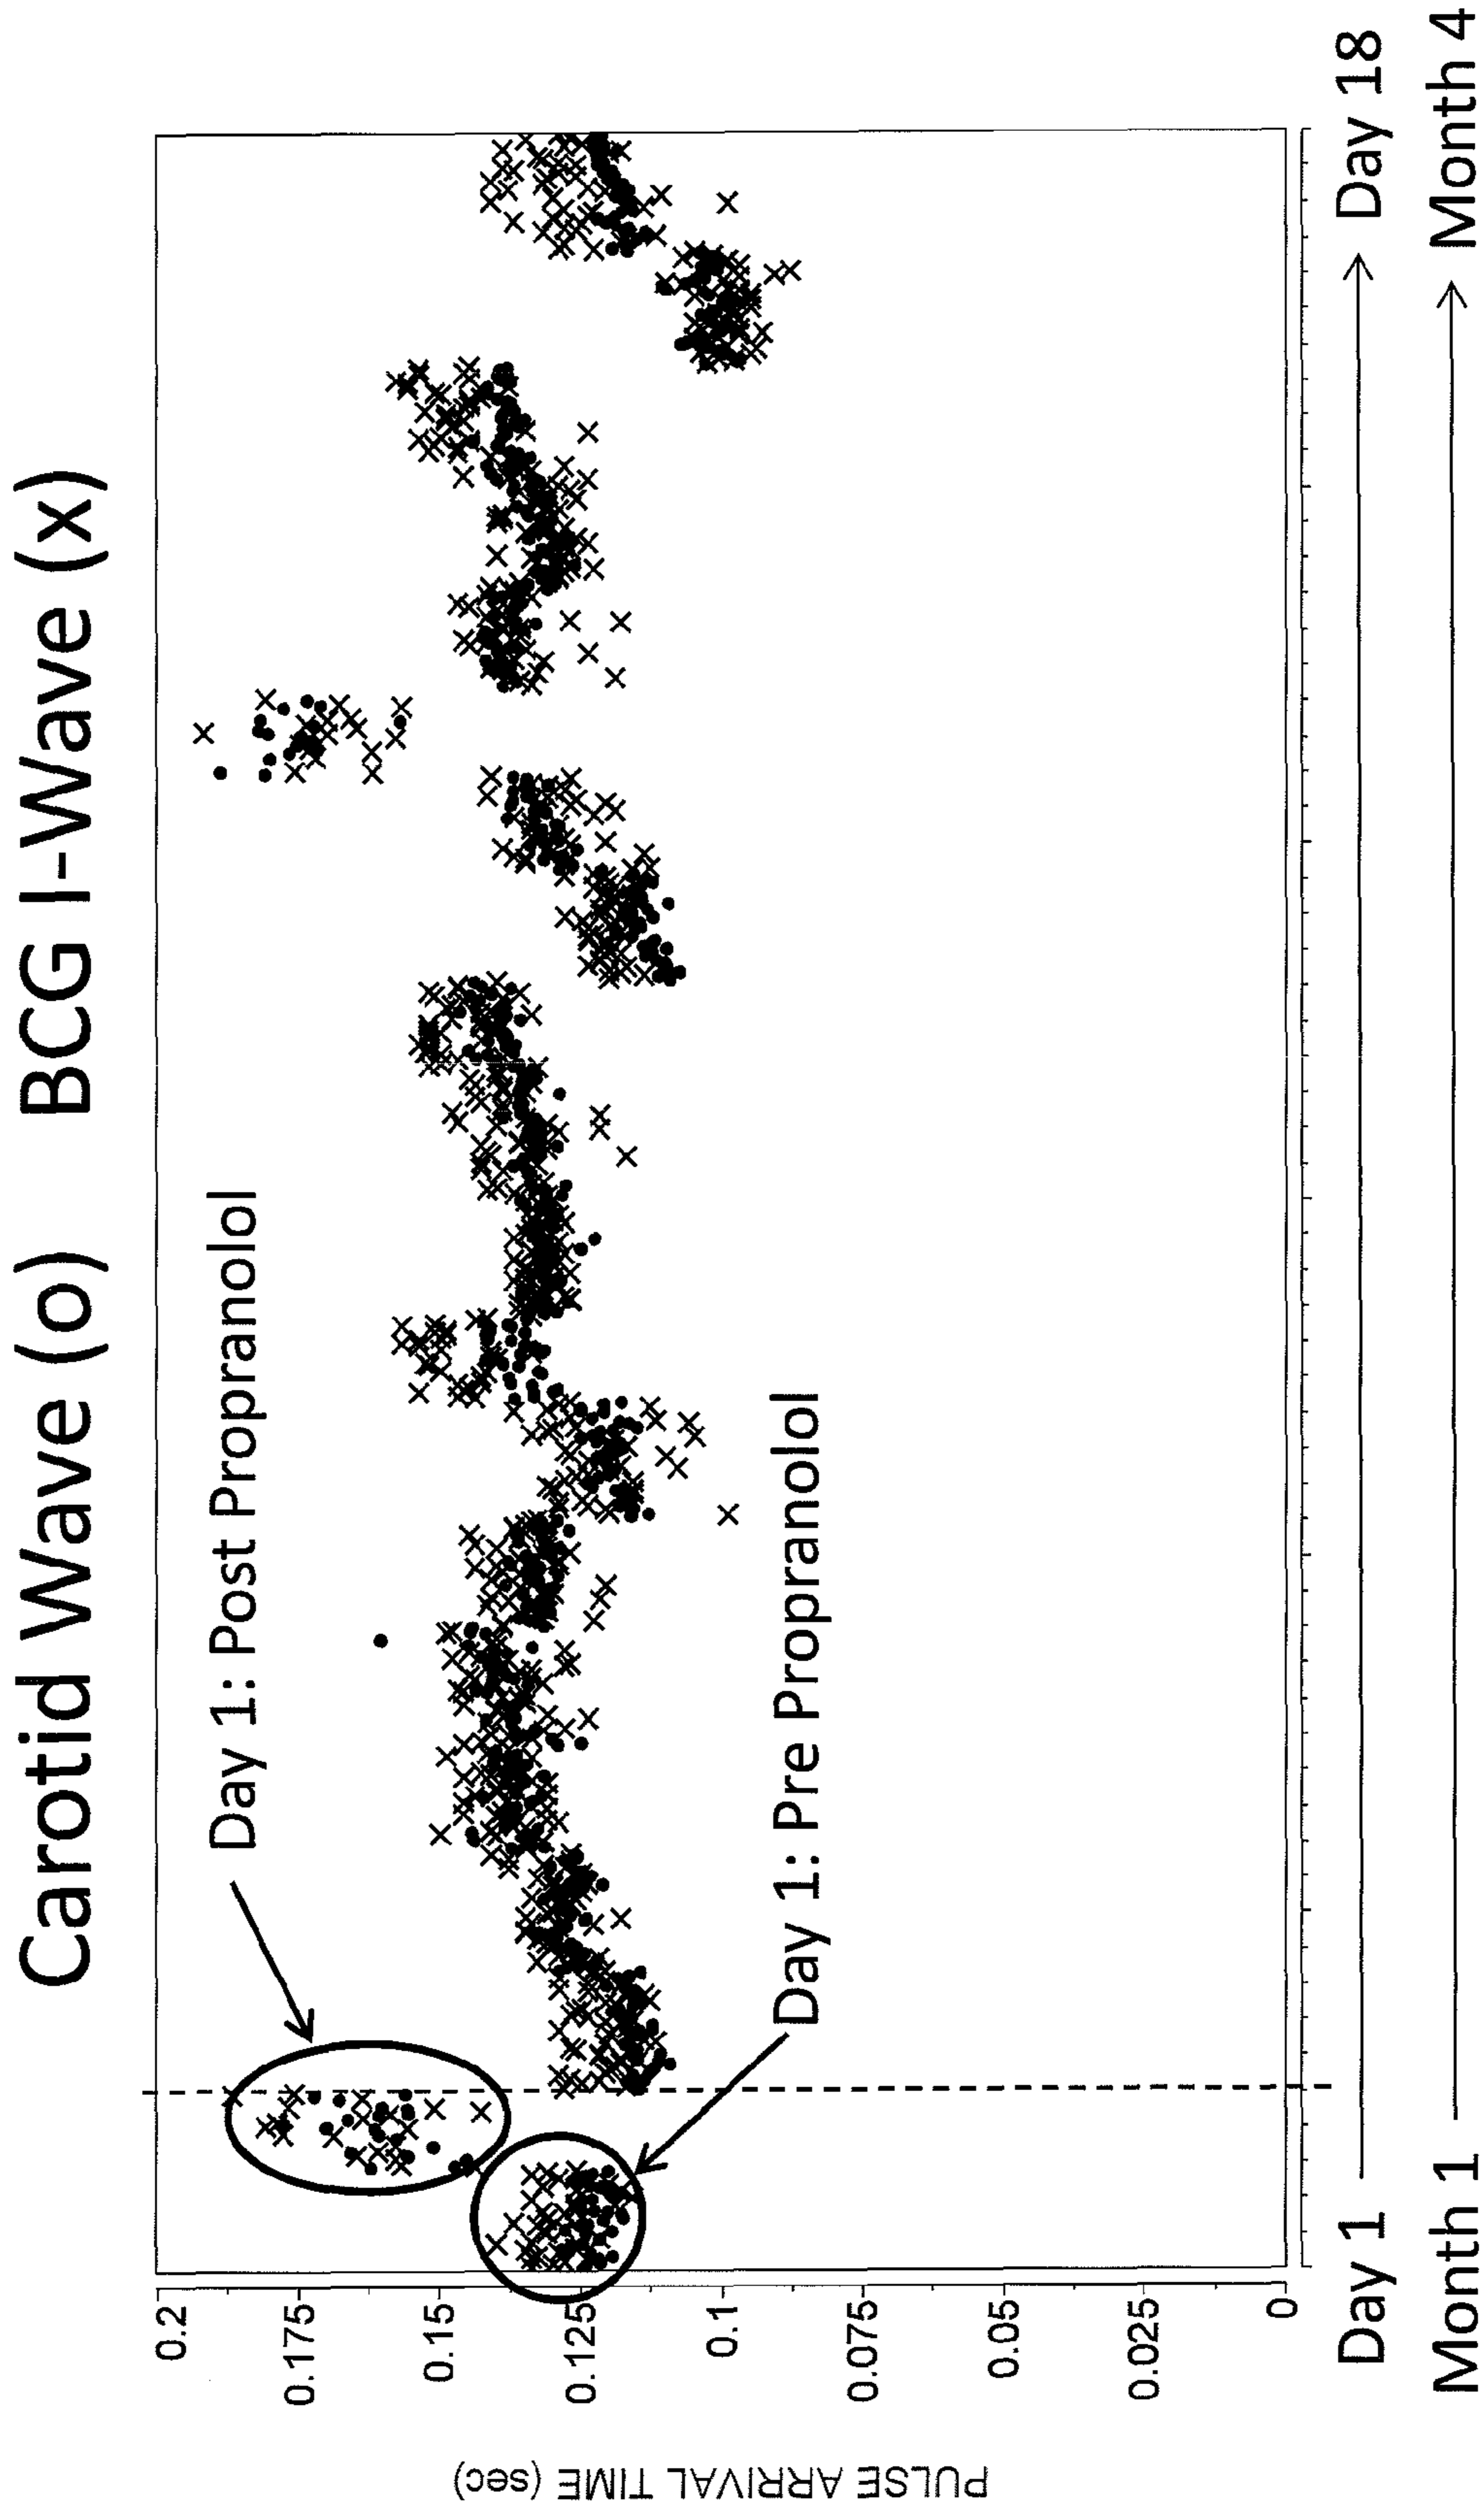 Carotid Wave (o) BCG I-Wave (x)
Day 1: Post Propranolol
Day 1: Pre Propranolol
PULSE ARRIVAL TIME (sec)
0.2
0.175
0.15
0.125
0.1
0.075
0.05
0.025
0
Day 1 Day 18
Month 1 Month 4